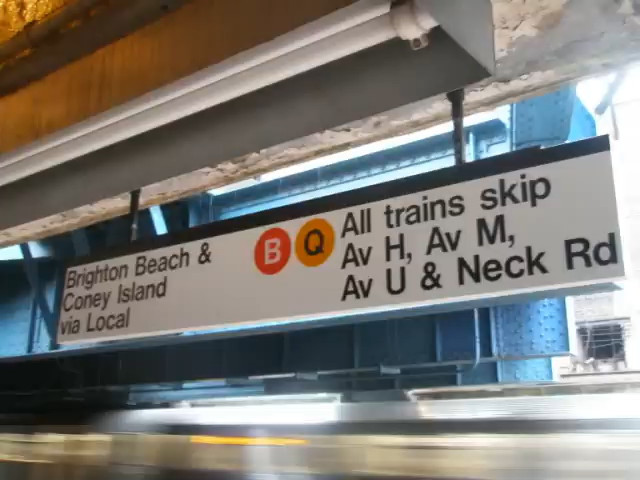 Brighton Beach &
Coney Island
via Local
B Q
All trains skip
Av H, Av M,
Av U & Neck Rd